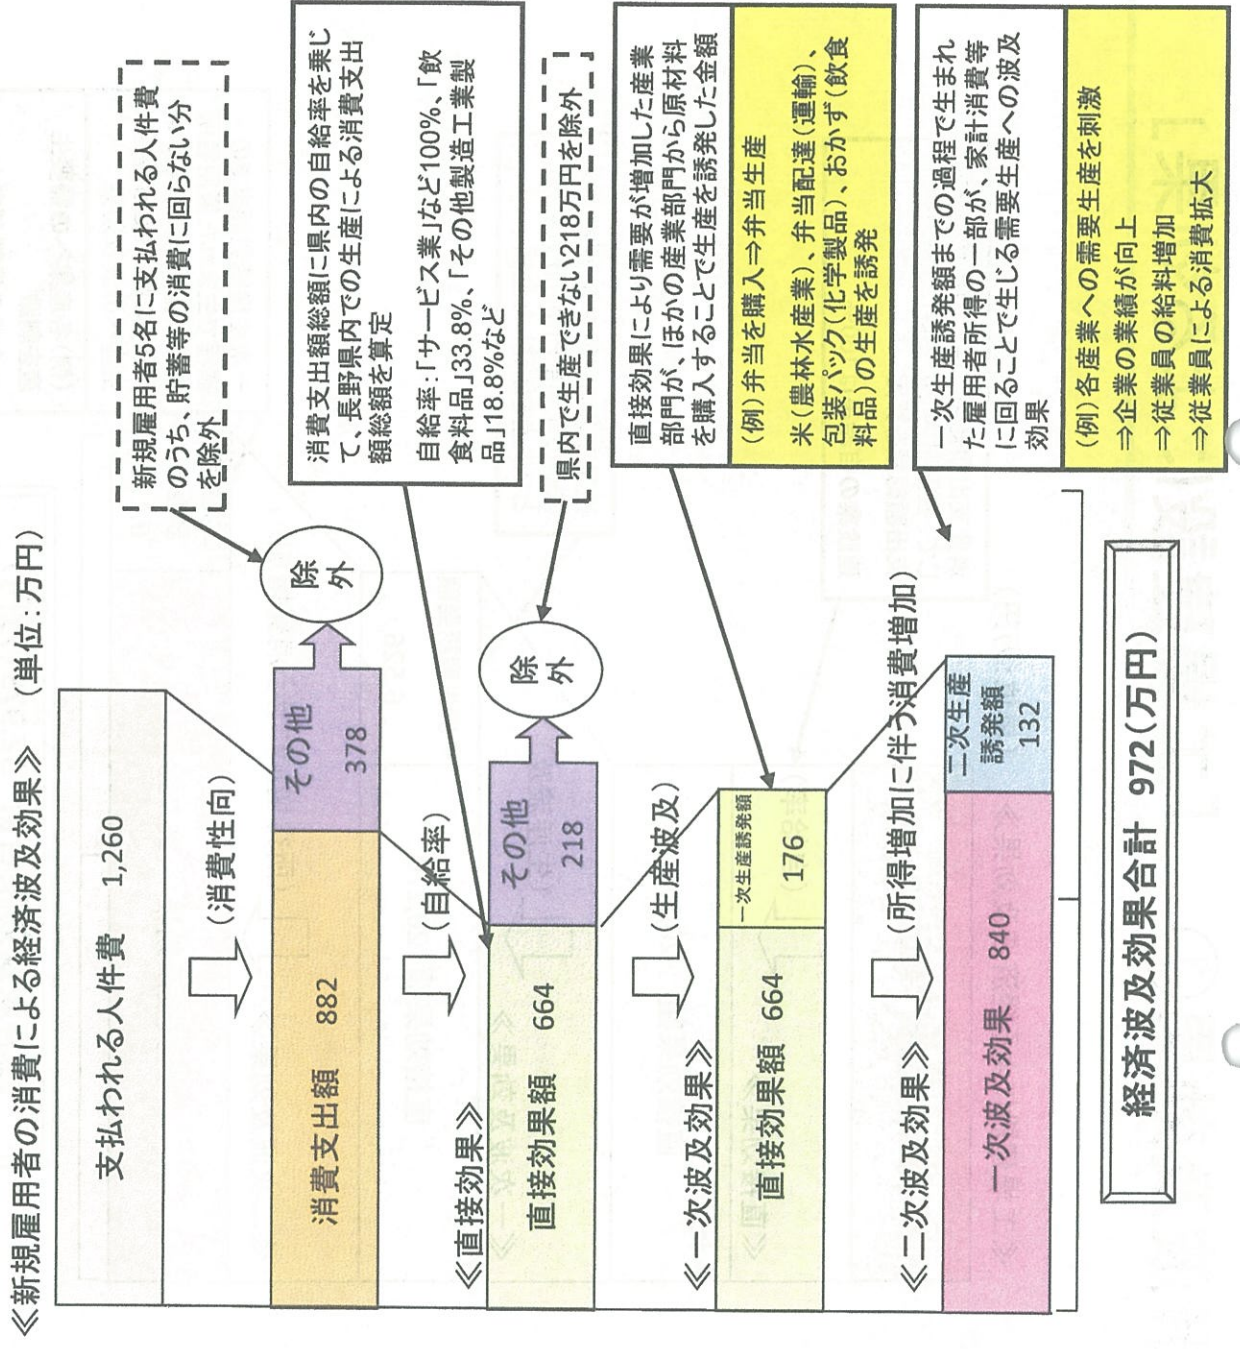 ≪新規雇用者の消費による経済波及効果≫ (単位:万円)
支払われる人件費 1,260
(消費性向)
新規雇用者5名に支払われる人件費
のうち、貯蓄等の消費に回らない分
を除外
消費支出額 882
その他
378
除
外
(自給率)
消費支出額総額に県内の自給率を乗じ
て、長野県内での生産による消費支出
額総額を算定
自給率:「サービス業」など100%、「飲
食料品」33.8%、「その他製造工業製
品」18.8%など
≪直接効果≫
直接効果額 664
その他
218
除
外
県内で生産できない218万円を除外
(生産波及)
≪一次波及効果≫
直接効果額 664
一次生産誘発額
176
直接効果により需要が増加した産業
部門が、ほかの産業部門から原材料
を購入することで生産を誘発した金額
(例)弁当を購入⇒弁当生産
米(農林水産業)、弁当配達(運輸)、
包装パック(化学製品)、おかず(飲食
料品)の生産を誘発
(所得増加に伴う消費増加)
≪二次波及効果≫
一次波及効果 840
二次生産
誘発額
132
一次生産誘発額までの過程で生まれ
た雇用者所得の一部が、家計消費等
に回ることで生じる需要生産への波及
効果
(例)各産業への需要生産を刺激
⇒企業の業績が向上
⇒従業員の給料増加
⇒従業員による消費拡大
経済波及効果合計 972(万円)